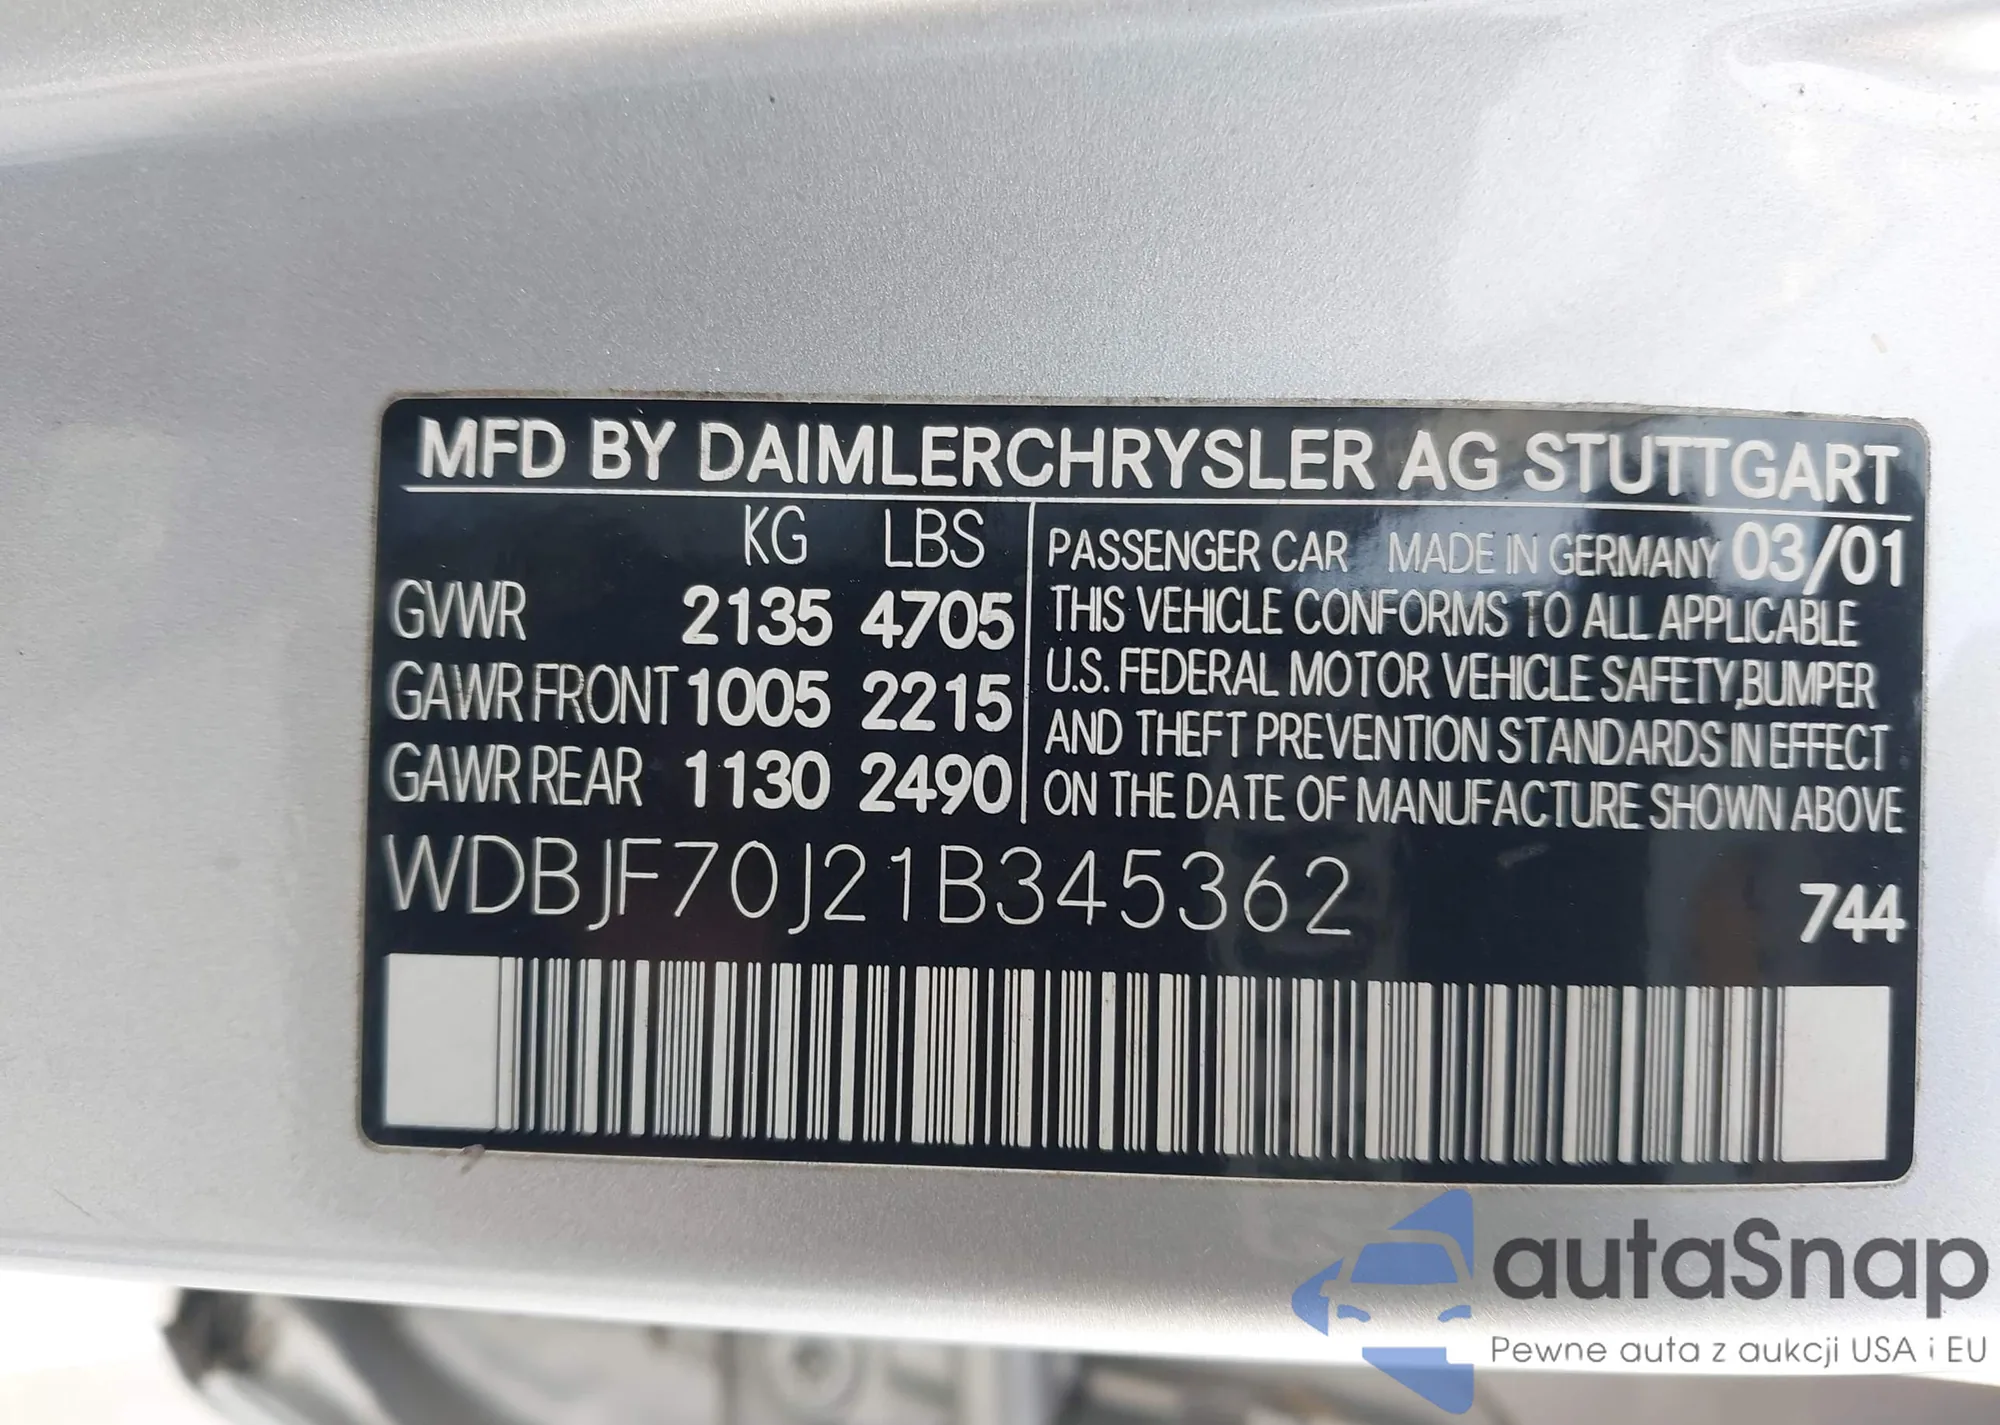 MFD BY DAIMLERCHRYSLER AG STUTTGART
KG LBS
GVWR 2135 4705
GAWR FRONT 1005 2215
GAWR REAR 1130 2490
PASSENGER CAR MADE IN GERMANY 03/01
THIS VEHICLE CONFORMS TO ALL APPLICABLE
U.S. FEDERAL MOTOR VEHICLE SAFETY,BUMPER
AND THEFT PREVENTION STANDARDS IN EFFECT
ON THE DATE OF MANUFACTURE SHOWN ABOVE
WDBJF70J21B345362
744
autaSnap
Pewne auta z aukcji USA i EU